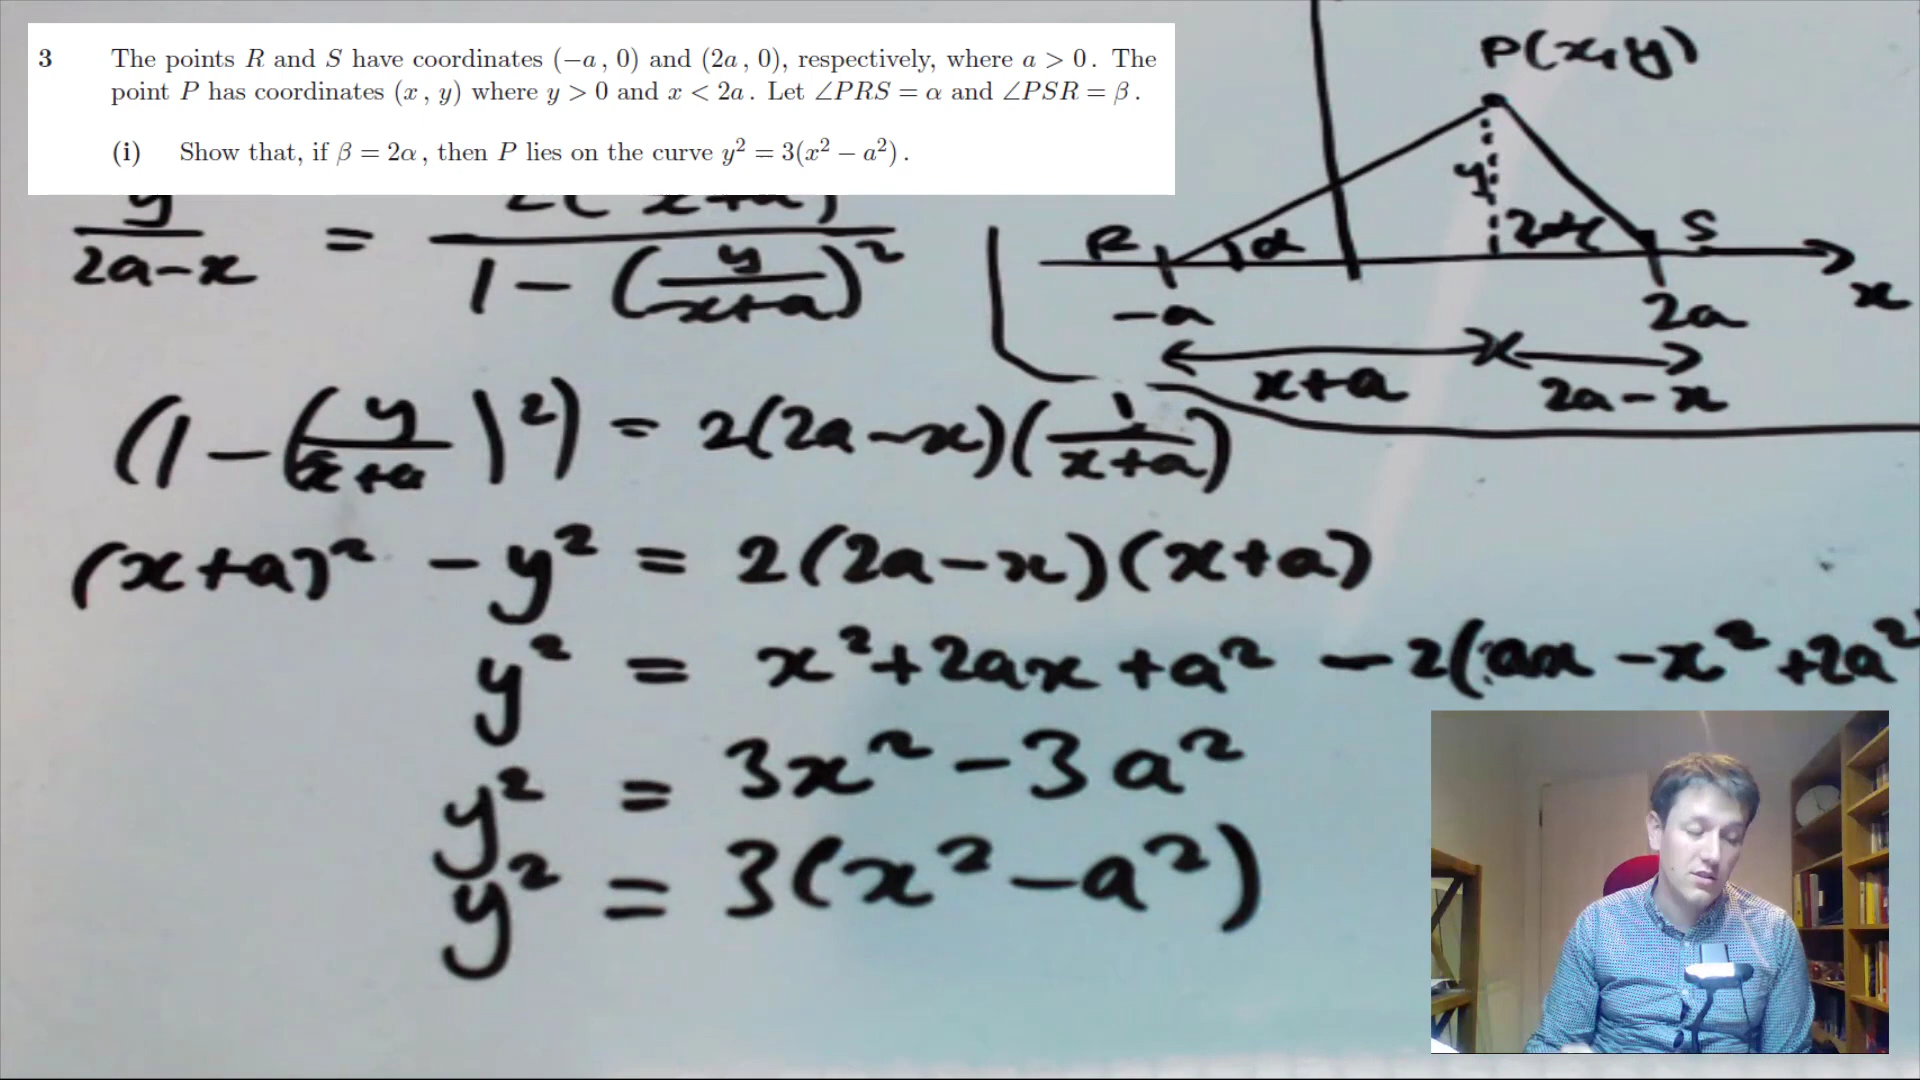 3 The points R and S have coordinates (−a, 0) and (2a, 0), respectively, where a > 0. The
point P has coordinates (x, y) where y > 0 and x < 2a. Let ∠PRS = α and ∠PSR = β.
(i) Show that, if β = 2α, then P lies on the curve y² = 3(x² − a²).
P(x,y)
y
R α 2α S
-a 2a x
x+a 2a-x
y/(2a-x) = 2( x+a)/(1-(y/(x+a))²)
(1-(y/(x+a))²) = 2(2a-x)(1/(x+a))
(x+a)² - y² = 2(2a-x)(x+a)
y² = x²+2ax+a² -2(ax -x² +2a²
y² = 3x² -3a²
y² = 3(x²-a²)